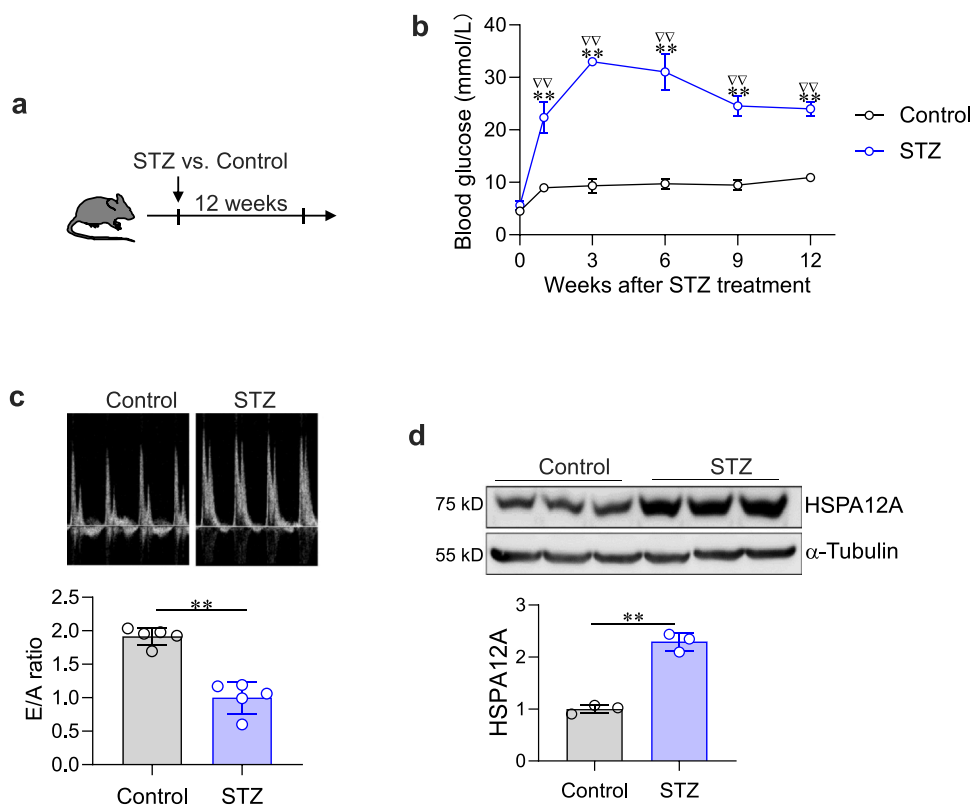 a
STZ vs. Control
12 weeks
b
Blood glucose (mmol/L)
40
30
20
10
0
▽▽ ▽▽ ▽▽ ▽▽ ▽▽
** ** ** ** **
0 3 6 9 12
Weeks after STZ treatment
Control
STZ
c
Control STZ
E/A ratio
2.5
2.0
1.5
1.0
0.5
0.0
**
Control STZ
d
Control STZ
75 kD HSPA12A
55 kD α-Tubulin
HSPA12A
3
2
1
0
**
Control STZ